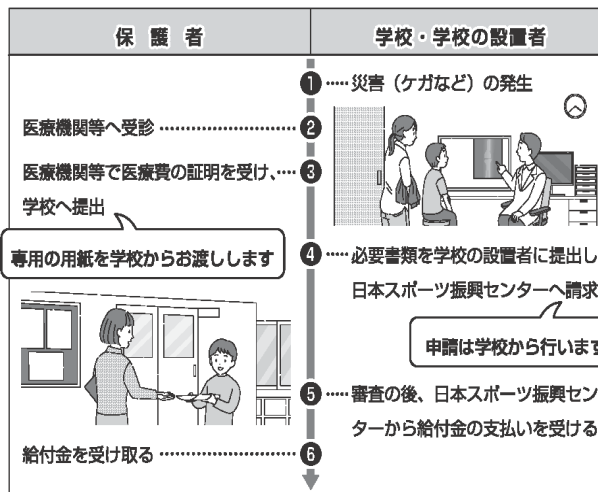 保護者
学校・学校の設置者
❶ ･････ 災害（ケガなど）の発生
医療機関等へ受診 ･････････････････････ ❷
医療機関等で医療費の証明を受け、････ ❸
学校へ提出
専用の用紙を学校からお渡しします
❹ ･････ 必要書類を学校の設置者に提出し
日本スポーツ振興センターへ請求
申請は学校から行います
❺ ･････ 審査の後、日本スポーツ振興セン
ターから給付金の支払いを受ける
給付金を受け取る ･････････････････････ ❻